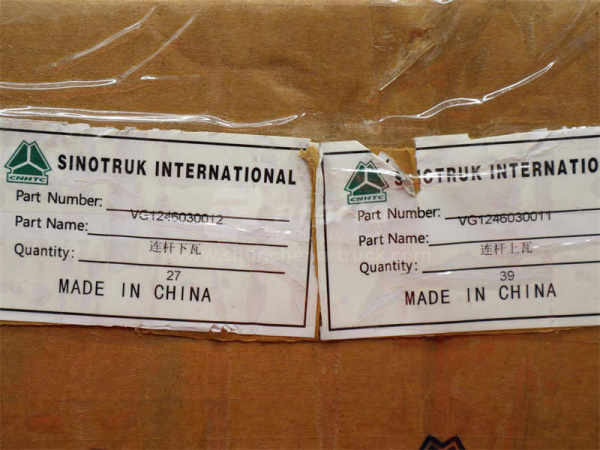 CNHTC
SINOTRUK INTERNATIONAL
Part Number: VG1246030012
Part Name: 连杆下瓦
Quantity: 27
MADE IN CHINA
CNHTC
SINOTRUK INTERNATIONAL
Part Number: VG1246030011
Part Name: 连杆上瓦
Quantity: 39
MADE IN CHINA